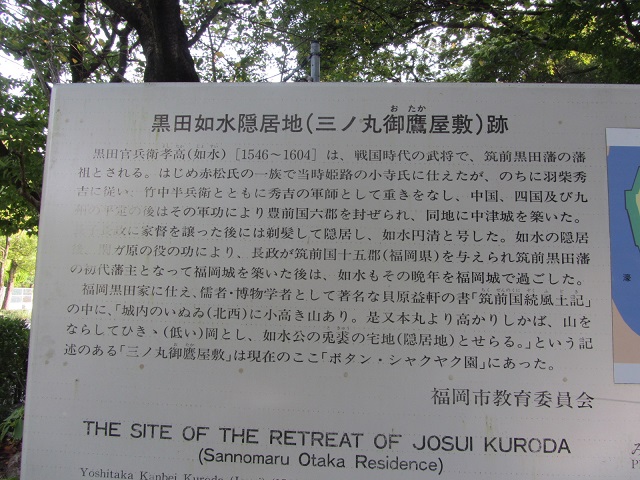 黒田如水隠居地(三ノ丸御鷹屋敷)跡
おたか
黒田官兵衛孝高(如水) [1546~1604] は、戦国時代の武将で、筑前黒田藩の藩
祖とされる。はじめ赤松氏の一族で当時姫路の小寺氏に仕えたが、のちに羽柴秀
吉に従い、竹中半兵衛とともに秀吉の軍師として重きをなし、中国、四国及び九
平定の後はその軍功により豊前国六郡を封ぜられ、同地に中津城を築いた。
長政に家督を譲った後には剃髪して隠居し、如水円清と号した。如水の隠居
後、関ガ原の役の功により、長政が筑前国十五郡(福岡県)を与えられ筑前黒田藩
の初代藩主となって福岡城を築いた後は、如水もその晩年を福岡城で過ごした。
福岡黒田家に仕え、儒者・博物学者として著名な貝原益軒の書「筑前国続風土記」
の中に、「城内のいぬゐ(北西)に小高き山あり。是又本丸より高かりしかば、山を
ならしてひきゝ(低い)岡とし、如水公の兎裘の宅地(隠居地)とせらる。」という記
述のある「三ノ丸御鷹屋敷」は現在のここ「ボタン・シャクヤク園」にあった。
福岡市教育委員会
THE SITE OF THE RETREAT OF JOSUI KURODA
(Sannomaru Otaka Residence)
Yoshitaka Kanbei Kuroda
濠